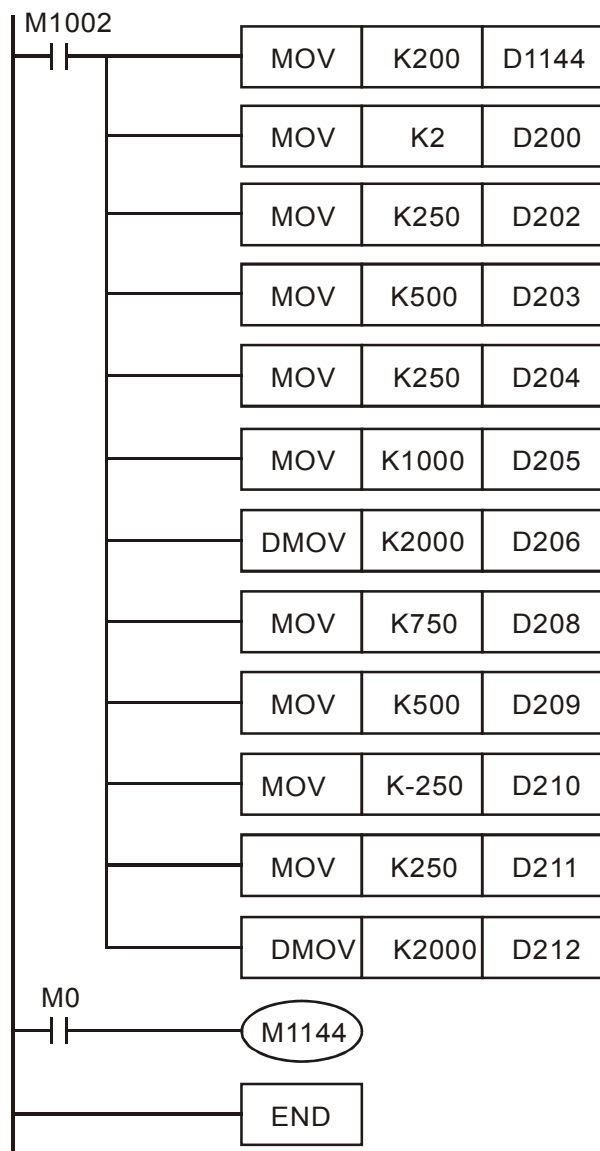 M1002
MOV K200 D1144
MOV K2 D200
MOV K250 D202
MOV K500 D203
MOV K250 D204
MOV K1000 D205
DMOV K2000 D206
MOV K750 D208
MOV K500 D209
MOV K-250 D210
MOV K250 D211
DMOV K2000 D212
M0
M1144
END